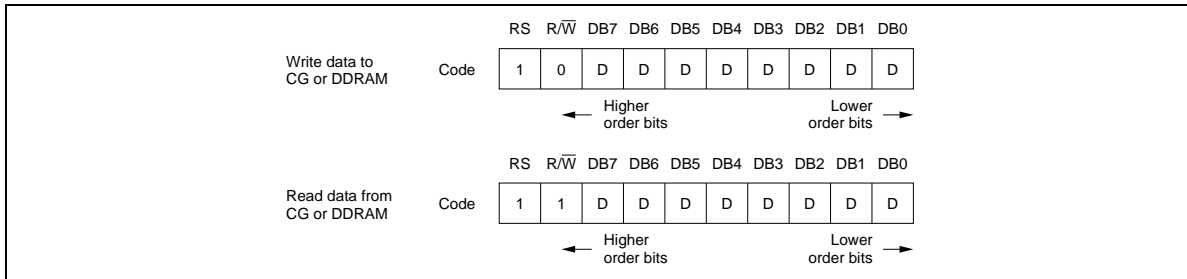 RS R/W̅ DB7 DB6 DB5 DB4 DB3 DB2 DB1 DB0
Write data to
CG or DDRAM
Code 1 0 D D D D D D D D
Higher
order bits
Lower
order bits
RS R/W̅ DB7 DB6 DB5 DB4 DB3 DB2 DB1 DB0
Read data from
CG or DDRAM
Code 1 1 D D D D D D D D
Higher
order bits
Lower
order bits